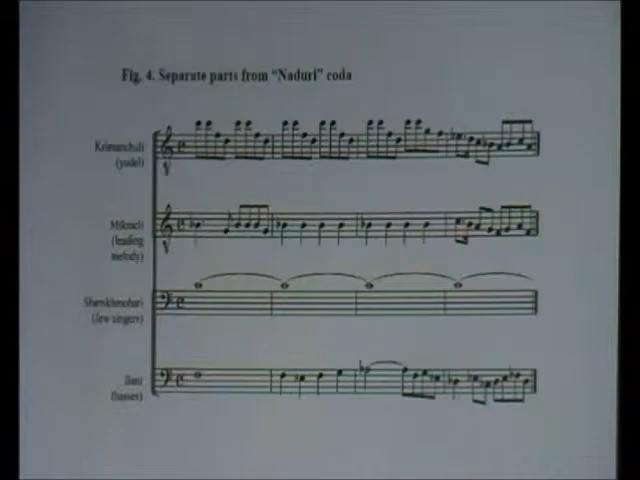 Fig. 4. Separate parts from “Naduri” coda
Krimanchuli
(yodel)
Mtkmeli
(leading
melody)
Shemkhmobari
(few singers)
Bani
(basses)